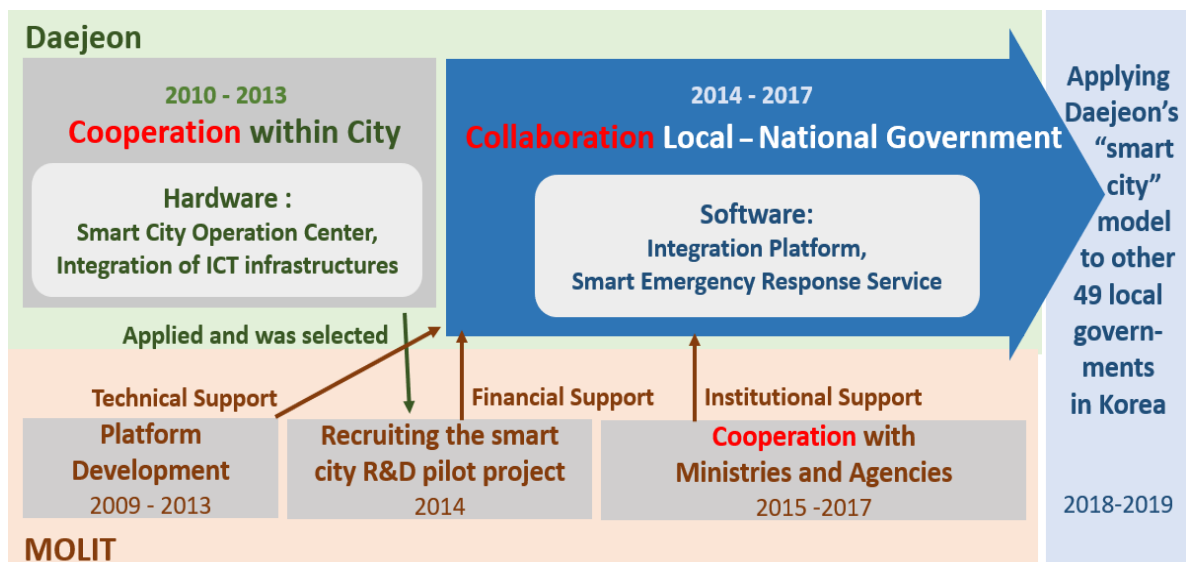 Daejeon
2010 - 2013
Cooperation within City
Hardware :
Smart City Operation Center,
Integration of ICT infrastructures
2014 - 2017
Collaboration Local – National Government
Software:
Integration Platform,
Smart Emergency Response Service
Applying
Daejeon's
"smart
city"
model
to other
49 local
govern-
ments
in Korea
2018-2019
Applied and was selected
Technical Support
Financial Support
Institutional Support
Platform
Development
2009 - 2013
Recruiting the smart
city R&D pilot project
2014
Cooperation with
Ministries and Agencies
2015 -2017
MOLIT